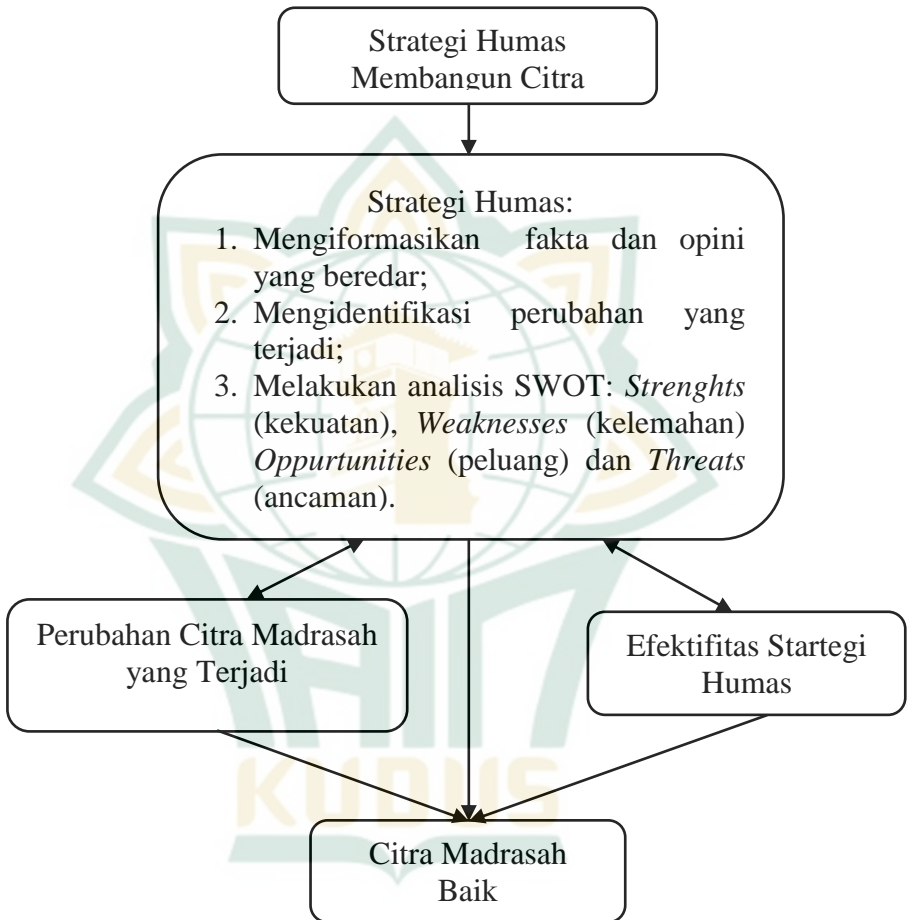 Strategi Humas
Membangun Citra
Strategi Humas:
1. Mengiformasikan fakta dan opini
yang beredar;
2. Mengidentifikasi perubahan yang
terjadi;
3. Melakukan analisis SWOT: Strenghts
(kekuatan), Weaknesses (kelemahan)
Oppurtunities (peluang) dan Threats
(ancaman).
Perubahan Citra Madrasah
yang Terjadi
Efektifitas Startegi
Humas
IAIN
KUDUS
Citra Madrasah
Baik